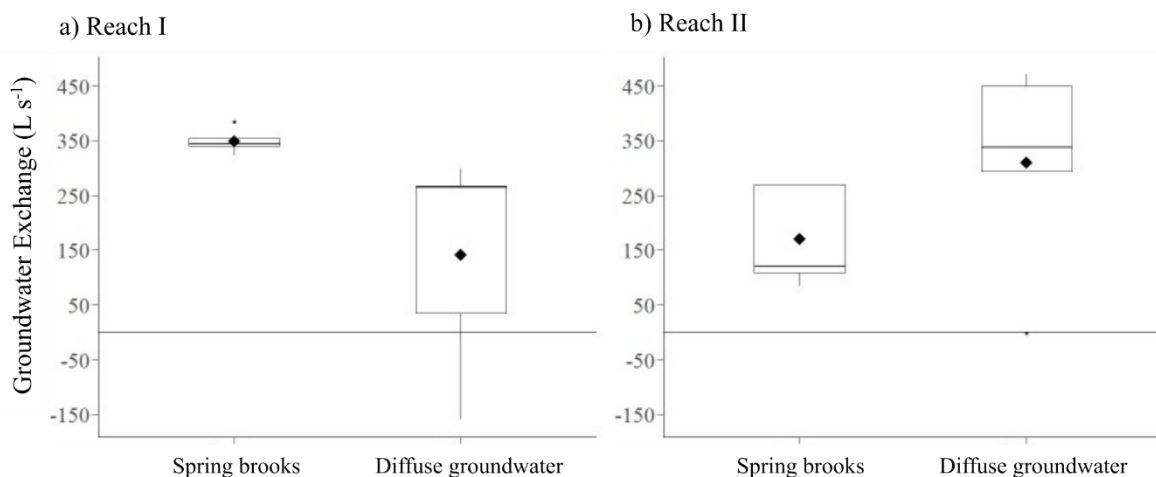 a) Reach I
b) Reach II
Groundwater Exchange (L s⁻¹)
450
350
250
150
50
-50
-150
450
350
250
150
50
-50
-150
Spring brooks
Diffuse groundwater
Spring brooks
Diffuse groundwater